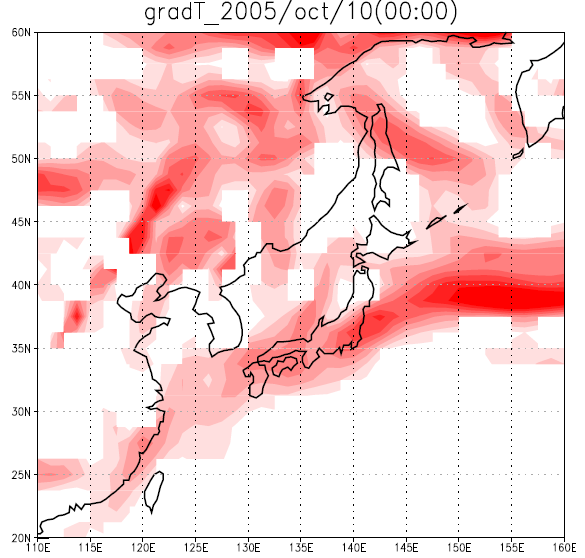 gradT_2005/oct/10(00:00)
60N
55N
50N
45N
40N
35N
30N
25N
20N
110E 115E 120E 125E 130E 135E 140E 145E 150E 155E 160E